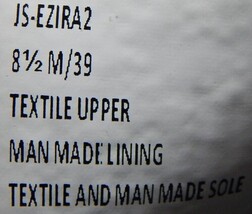 JS-EZIRA2
8½ M/39
TEXTILE UPPER
MAN MADE LINING
TEXTILE AND MAN MADE SOLE